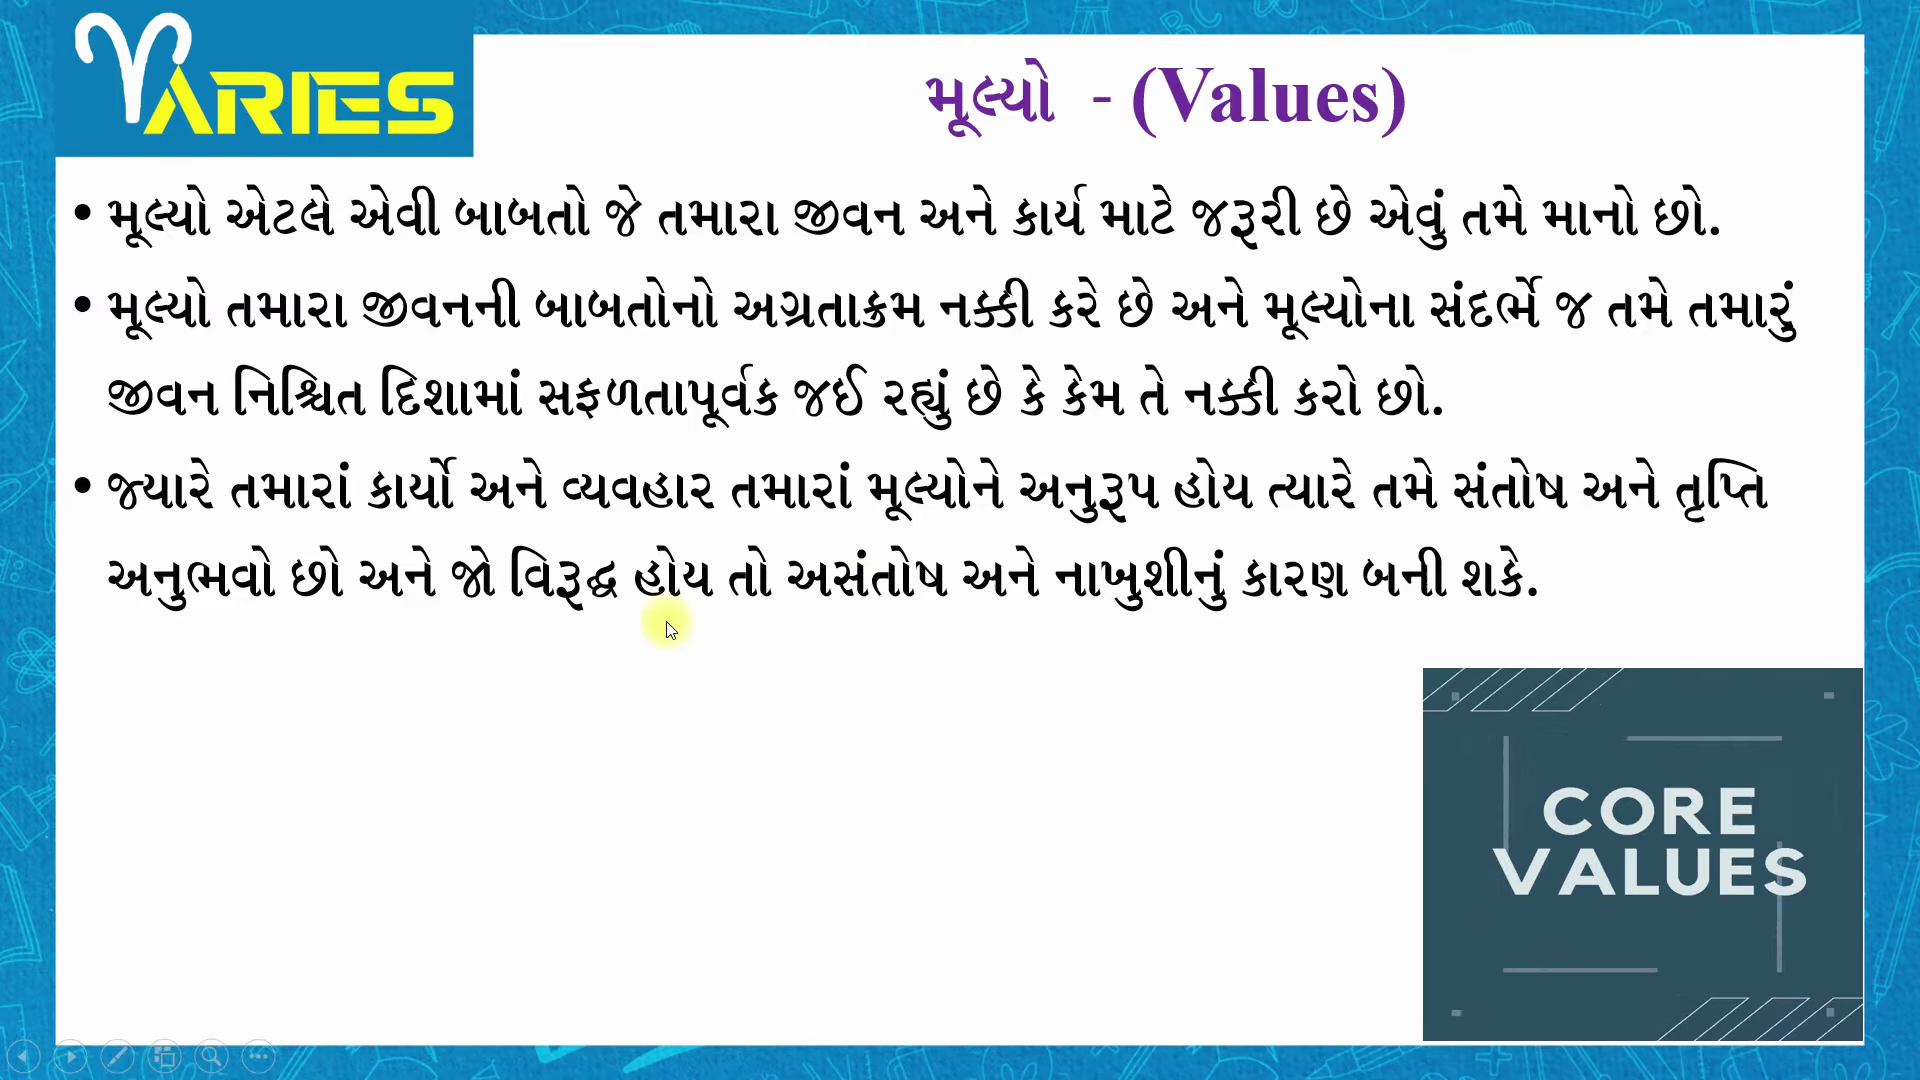 ARIES
મૂલ્યો - (Values)
• મૂલ્યો એટલે એવી બાબતો જે તમારા જીવન અને કાર્ય માટે જરૂરી છે એવું તમે માનો છો.
• મૂલ્યો તમારા જીવનની બાબતોનો અગ્રતાક્રમ નક્કી કરે છે અને મૂલ્યોના સંદર્ભે જ તમે તમારું
જીવન નિશ્ચિત દિશામાં સફળતાપૂર્વક જઈ રહ્યું છે કે કેમ તે નક્કી કરો છો.
• જ્યારે તમારાં કાર્યો અને વ્યવહાર તમારાં મૂલ્યોને અનુરૂપ હોય ત્યારે તમે સંતોષ અને તૃપ્તિ
અનુભવો છો અને જો વિરૂદ્ધ હોય તો અસંતોષ અને નાખુશીનું કારણ બની શકે.
CORE
VALUES